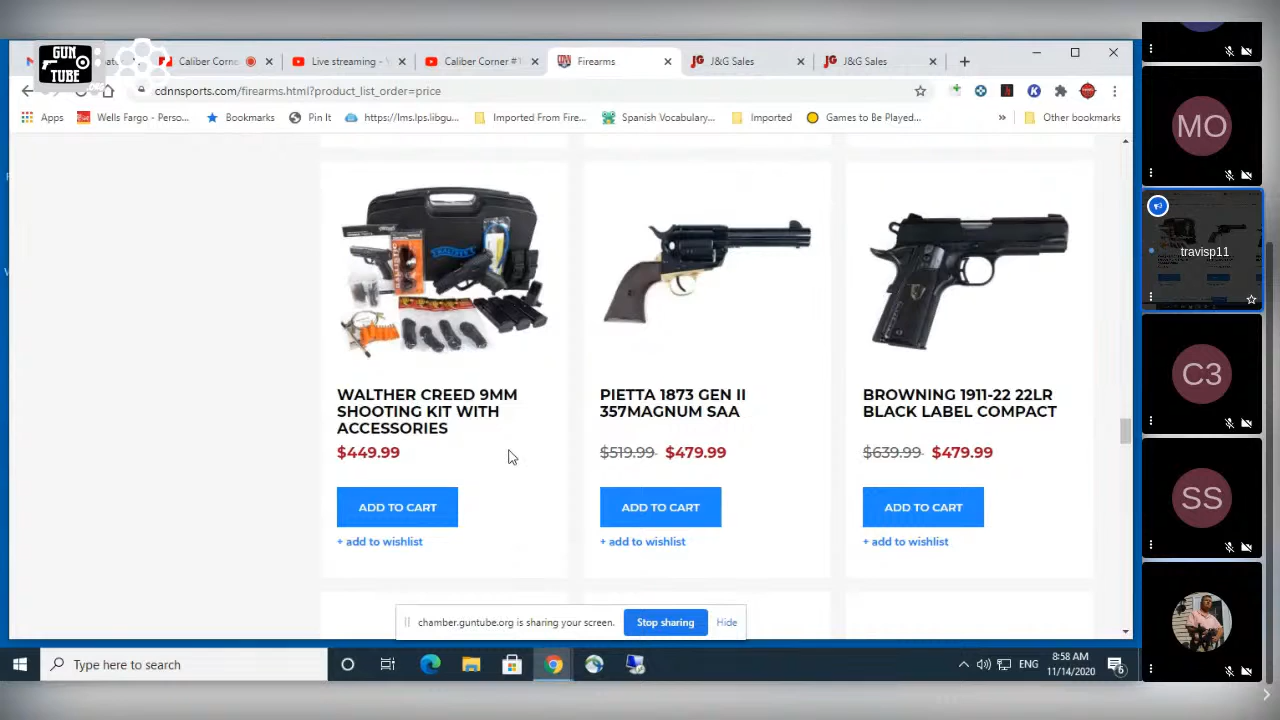 GUN
TUBE
Caliber Corne
Live streaming -
Caliber Corner #1
Firearms
J&G Sales
J&G Sales
cdnnsports.com/firearms.html?product_list_order=price
Apps
Wells Fargo - Perso...
Bookmarks
Pin It
https://lms.lps.libgu...
Imported From Fire...
Spanish Vocabulary...
Imported
Games to Be Played...
»
Other bookmarks
WALTHER CREED 9MM
SHOOTING KIT WITH
ACCESSORIES
$449.99
ADD TO CART
+ add to wishlist
PIETTA 1873 GEN II
357MAGNUM SAA
$519.99 $479.99
ADD TO CART
+ add to wishlist
BROWNING 1911-22 22LR
BLACK LABEL COMPACT
$639.99 $479.99
ADD TO CART
+ add to wishlist
chamber.guntube.org is sharing your screen.
Stop sharing
Hide
Type here to search
ENG
8:58 AM
11/14/2020
6
MO
travisp11
C3
SS